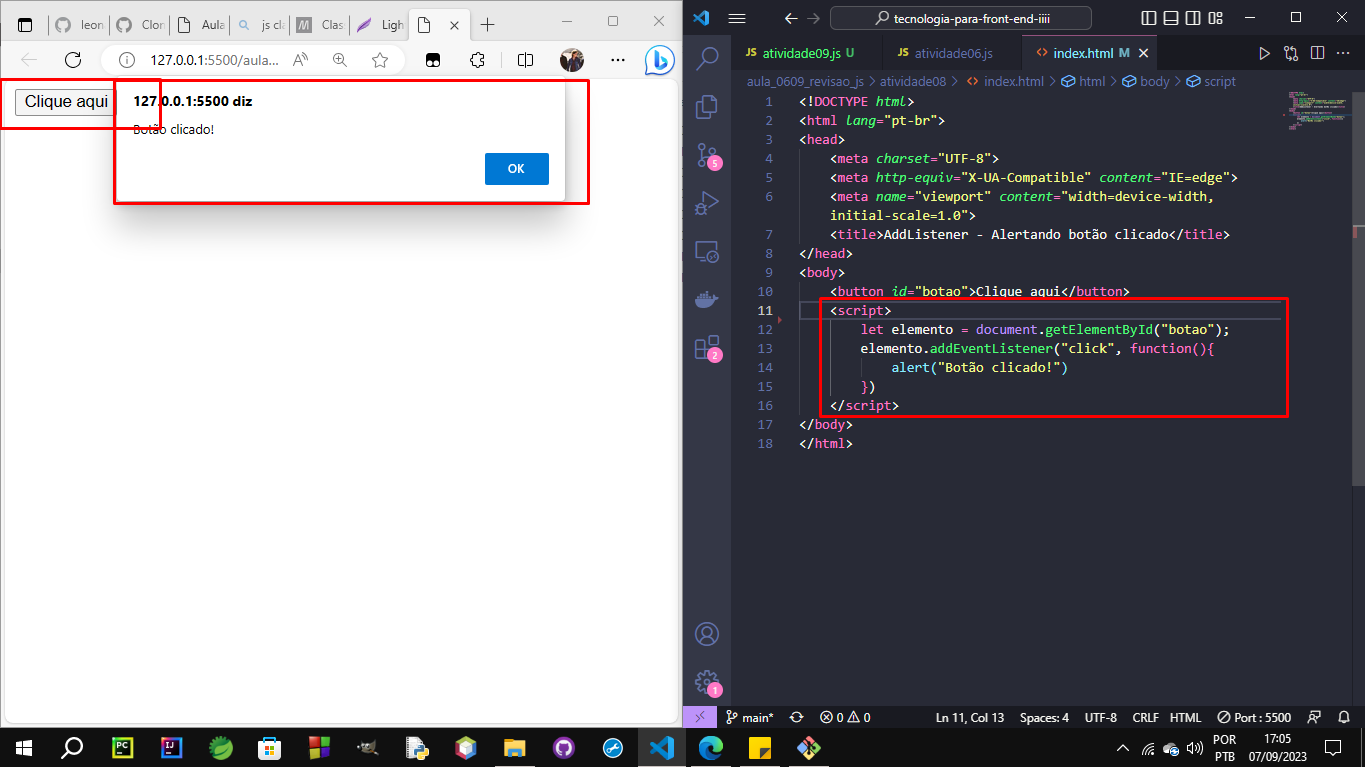 leon
Clon
Aula
js cla
Clas
Ligh
127.0.0.1:5500/aula...
Clique aqui
127.0.0.1:5500 diz
Botão clicado!
OK
tecnologia-para-front-end-iiii
JS atividade09.js U
JS atividade06.js
<> index.html M
aula_0609_revisao_js > atividade08 > <> index.html > html > body > script
1 <!DOCTYPE html>
2 <html lang="pt-br">
3 <head>
4 <meta charset="UTF-8">
5 <meta http-equiv="X-UA-Compatible" content="IE=edge">
6 <meta name="viewport" content="width=device-width,
initial-scale=1.0">
7 <title>AddListener - Alertando botão clicado</title>
8 </head>
9 <body>
10 <button id="botao">Clique aqui</button>
11 <script>
12 let elemento = document.getElementById("botao");
13 elemento.addEventListener("click", function(){
14 alert("Botão clicado!")
15 })
16 </script>
17 </body>
18 </html>
5
2
1
main*
0 0
Ln 11, Col 13
Spaces: 4
UTF-8
CRLF
HTML
Port : 5500
PC
IJ
POR
PTB
17:05
07/09/2023